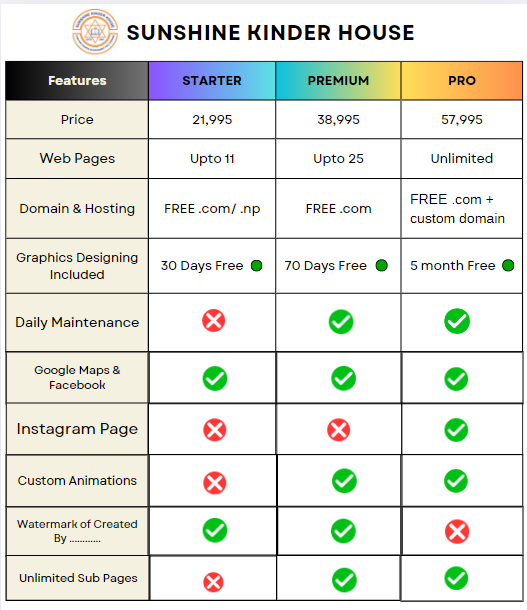 SUNSHINE KINDER HOUSE
Features STARTER PREMIUM PRO
Price 21,995 38,995 57,995
Web Pages Upto 11 Upto 25 Unlimited
Domain & Hosting FREE .com/ .np FREE .com FREE .com +
custom domain
Graphics Designing
Included 30 Days Free 70 Days Free 5 month Free
Daily Maintenance
Google Maps &
Facebook
Instagram Page
Custom Animations
Watermark of Created
By ............
Unlimited Sub Pages